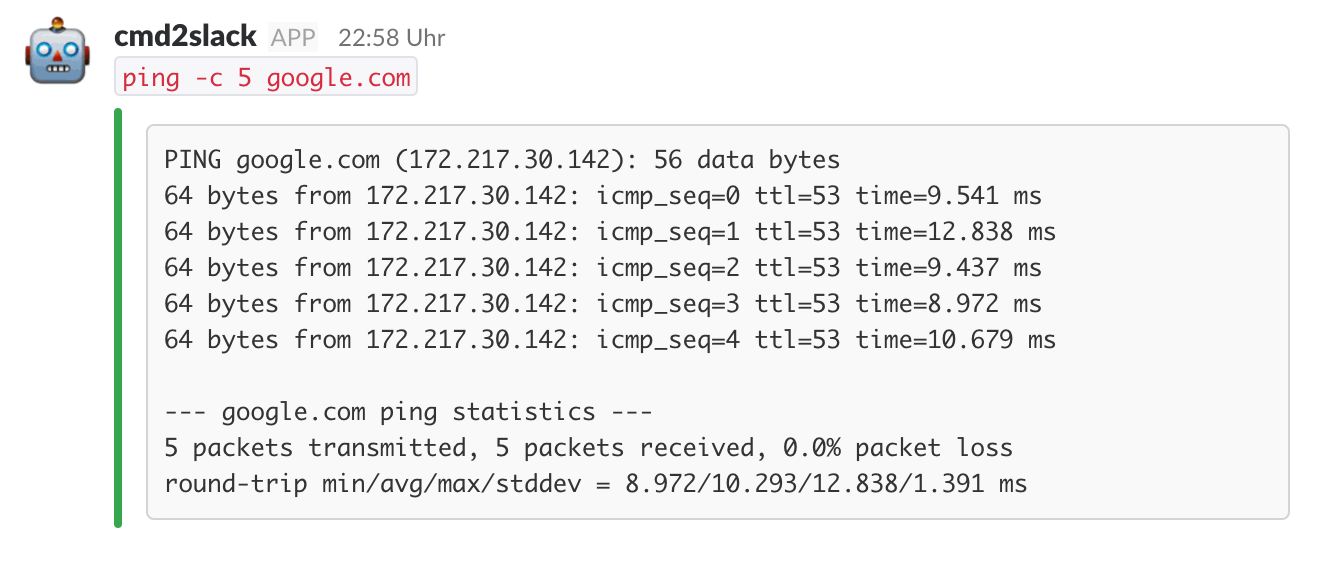 cmd2slack APP 22:58 Uhr
ping -c 5 google.com
PING google.com (172.217.30.142): 56 data bytes
64 bytes from 172.217.30.142: icmp_seq=0 ttl=53 time=9.541 ms
64 bytes from 172.217.30.142: icmp_seq=1 ttl=53 time=12.838 ms
64 bytes from 172.217.30.142: icmp_seq=2 ttl=53 time=9.437 ms
64 bytes from 172.217.30.142: icmp_seq=3 ttl=53 time=8.972 ms
64 bytes from 172.217.30.142: icmp_seq=4 ttl=53 time=10.679 ms
--- google.com ping statistics ---
5 packets transmitted, 5 packets received, 0.0% packet loss
round-trip min/avg/max/stddev = 8.972/10.293/12.838/1.391 ms